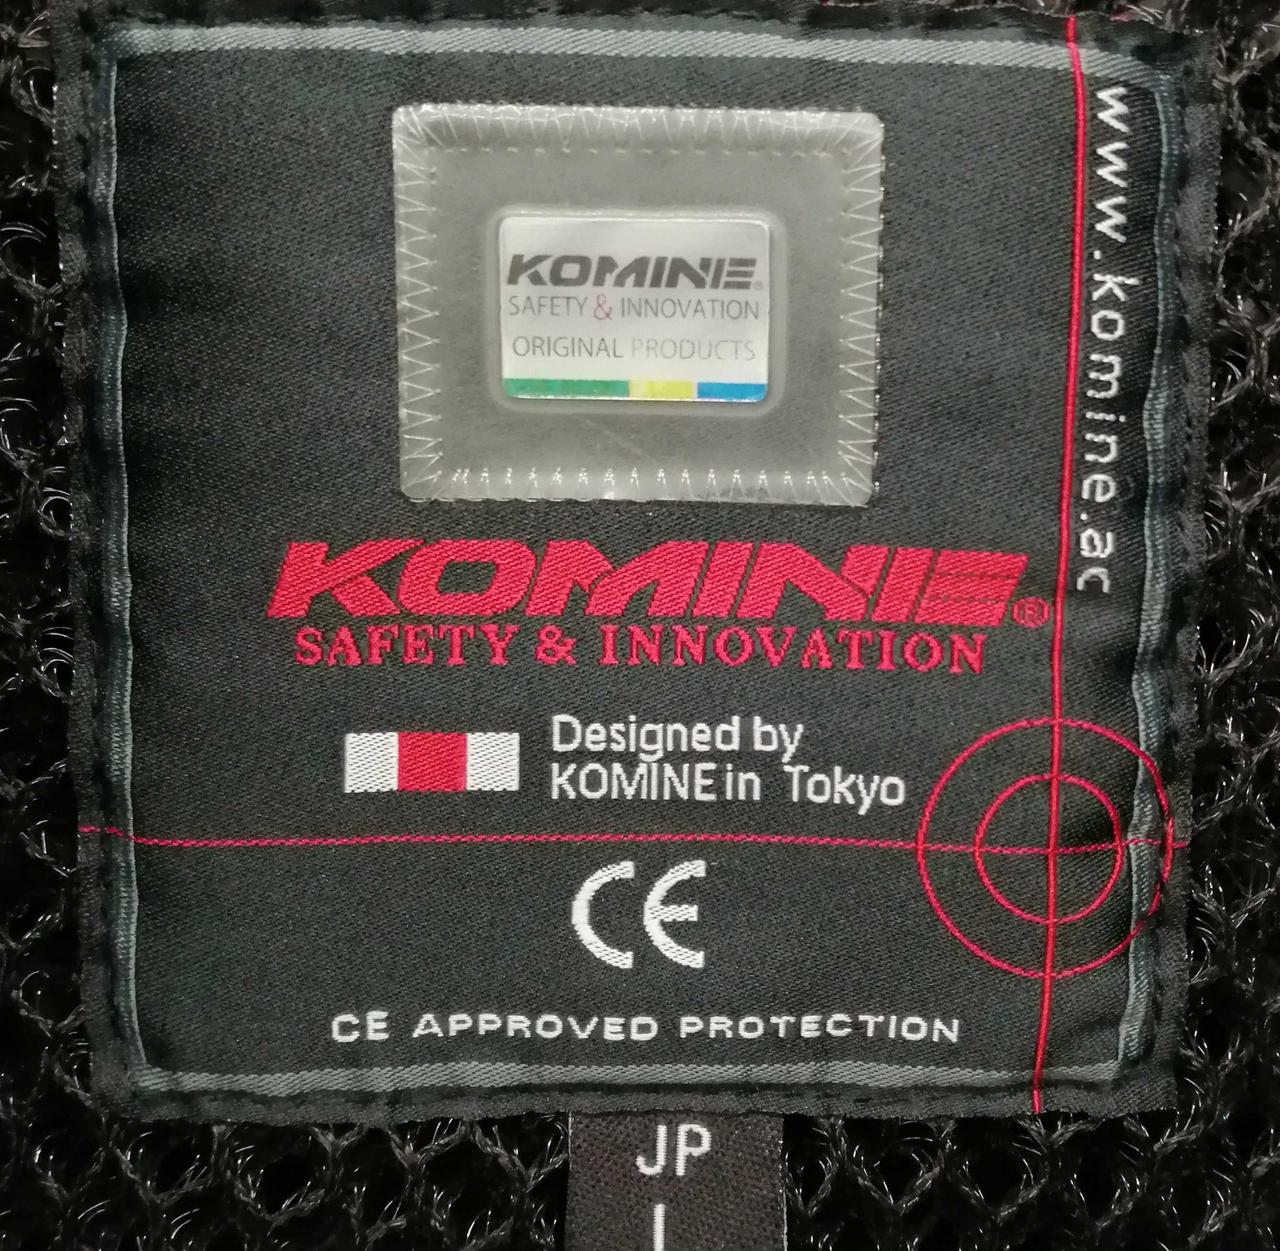 KOMINE®
SAFETY & INNOVATION
ORIGINAL PRODUCTS
www.komine.ac
KOMINE®
SAFETY & INNOVATION
Designed by
KOMINE in Tokyo
CE
CE APPROVED PROTECTION
JP